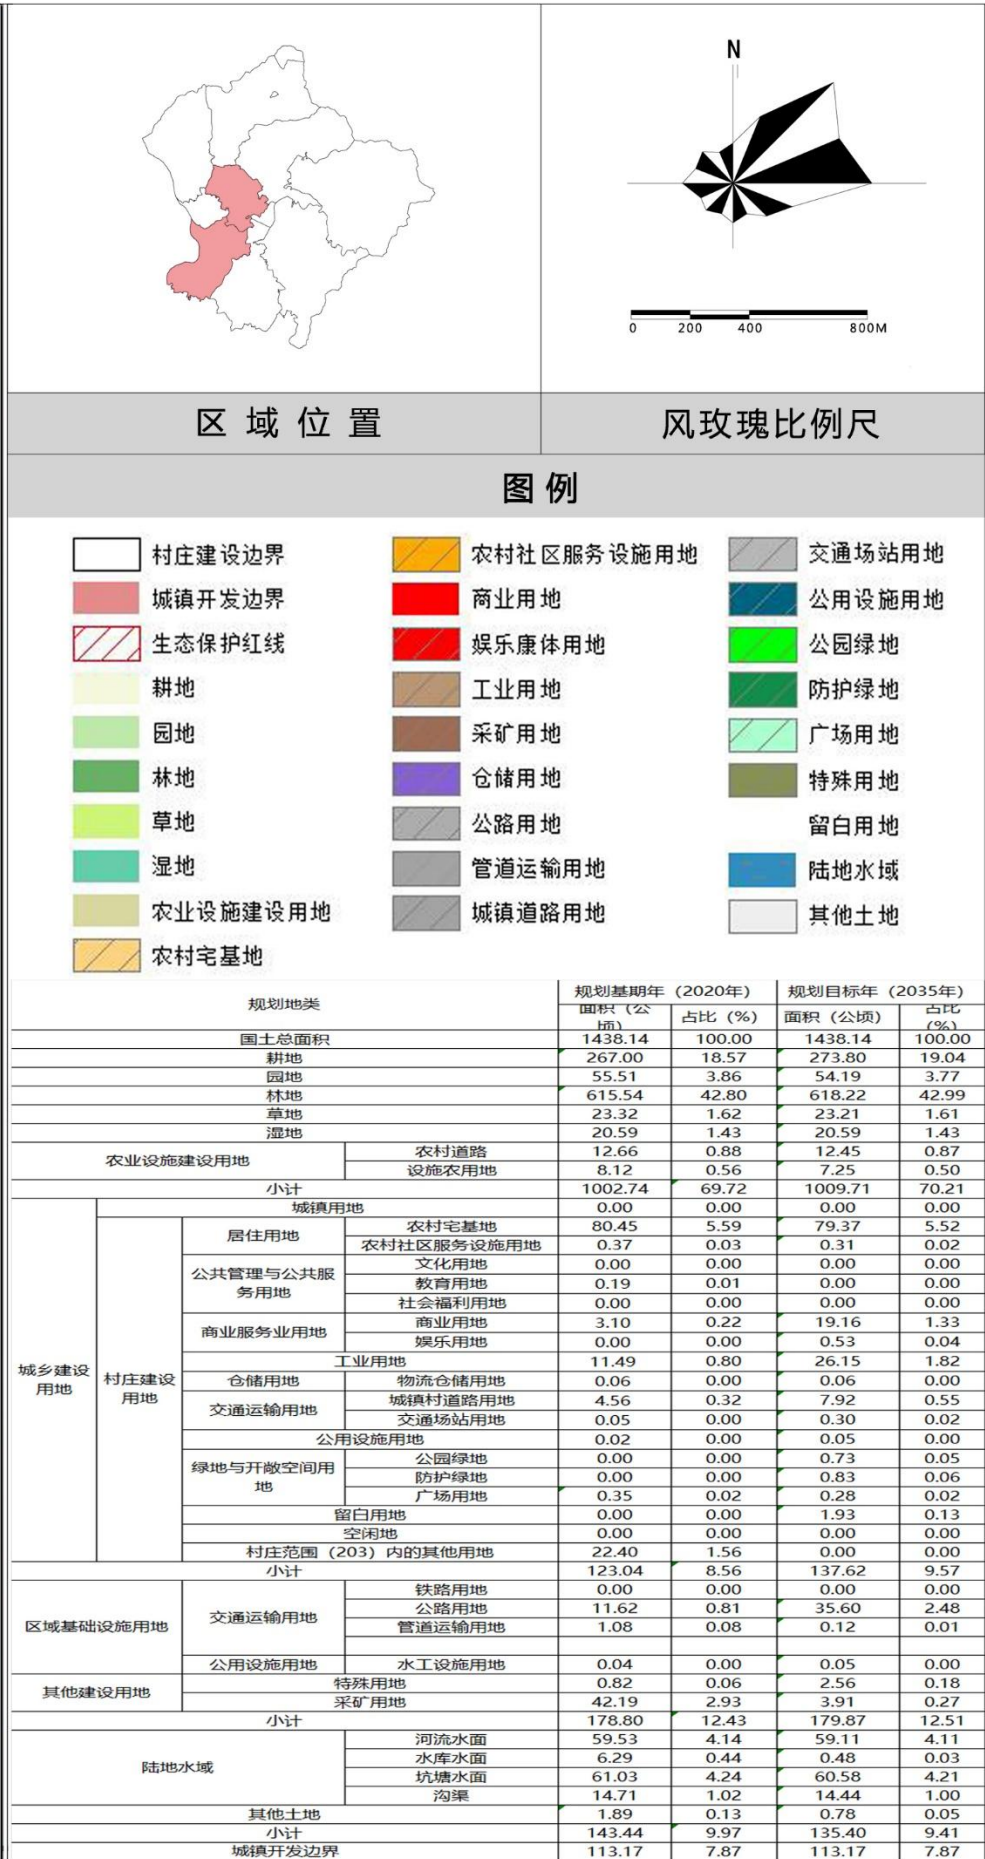 N
0 200 400 800M
区域位置
风玫瑰比例尺
图例
村庄建设边界 农村社区服务设施用地 交通场站用地
城镇开发边界 商业用地 公用设施用地
生态保护红线 娱乐康体用地 公园绿地
耕地 工业用地 防护绿地
园地 采矿用地 广场用地
林地 仓储用地 特殊用地
草地 公路用地 留白用地
湿地 管道运输用地 陆地水域
农业设施建设用地 城镇道路用地 其他土地
农村宅基地
规划地类 规划基期年（2020年） 规划目标年（2035年）
面积（公顷） 占比（%） 面积（公顷） 占比（%）
国土总面积 1438.14 100.00 1438.14 100.00
耕地 267.00 18.57 273.80 19.04
园地 55.51 3.86 54.19 3.77
林地 615.54 42.80 618.22 42.99
草地 23.32 1.62 23.21 1.61
湿地 20.59 1.43 20.59 1.43
农业设施建设用地 农村道路 12.66 0.88 12.45 0.87
设施农用地 8.12 0.56 7.25 0.50
小计 1002.74 69.72 1009.71 70.21
城乡建设用地 城镇用地 0.00 0.00 0.00 0.00
村庄建设用地 居住用地 农村宅基地 80.45 5.59 79.37 5.52
农村社区服务设施用地 0.37 0.03 0.31 0.02
公共管理与公共服务用地 文化用地 0.00 0.00 0.00 0.00
教育用地 0.19 0.01 0.00 0.00
社会福利用地 0.00 0.00 0.00 0.00
商业服务业用地 商业用地 3.10 0.22 19.16 1.33
娱乐用地 0.00 0.00 0.53 0.04
工业用地 11.49 0.80 26.15 1.82
仓储用地 物流仓储用地 0.06 0.00 0.06 0.00
交通运输用地 城镇村道路用地 4.56 0.32 7.92 0.55
交通场站用地 0.05 0.00 0.30 0.02
公用设施用地 0.02 0.00 0.05 0.00
绿地与开敞空间用地 公园绿地 0.00 0.00 0.73 0.05
防护绿地 0.00 0.00 0.83 0.06
广场用地 0.35 0.02 0.28 0.02
留白用地 0.00 0.00 1.93 0.13
空闲地 0.00 0.00 0.00 0.00
村庄范围（203）内的其他用地 22.40 1.56 0.00 0.00
小计 123.04 8.56 137.62 9.57
区域基础设施用地 交通运输用地 铁路用地 0.00 0.00 0.00 0.00
公路用地 11.62 0.81 35.60 2.48
管道运输用地 1.08 0.08 0.12 0.01
公用设施用地 水工设施用地 0.04 0.00 0.05 0.00
其他建设用地 特殊用地 0.82 0.06 2.56 0.18
采矿用地 42.19 2.93 3.91 0.27
小计 178.80 12.43 179.87 12.51
陆地水域 河流水面 59.53 4.14 59.11 4.11
水库水面 6.29 0.44 0.48 0.03
坑塘水面 61.03 4.24 60.58 4.21
沟渠 14.71 1.02 14.44 1.00
其他土地 1.89 0.13 0.78 0.05
小计 143.44 9.97 135.40 9.41
城镇开发边界 113.17 7.87 113.17 7.87